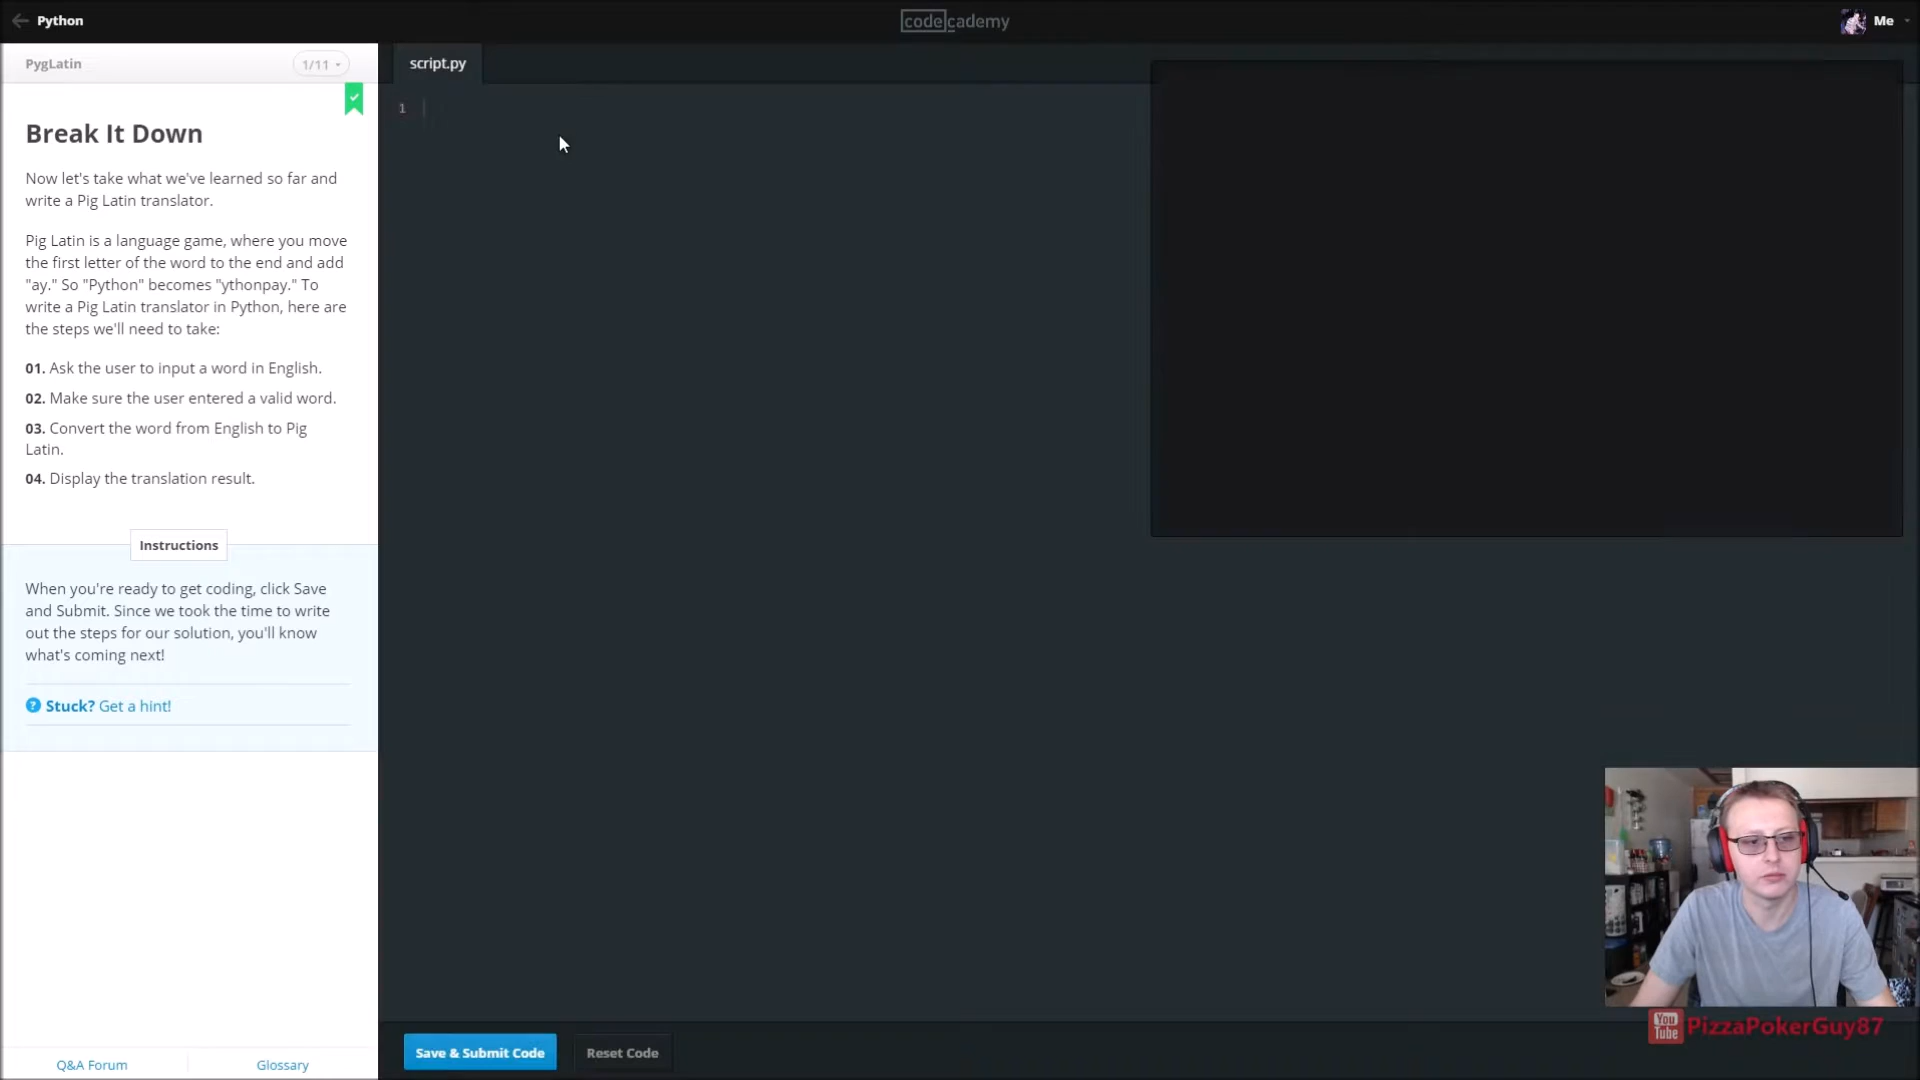 Python
codecademy
Me
PygLatin
1/11
script.py
1
Break It Down
Now let's take what we've learned so far and
write a Pig Latin translator.
Pig Latin is a language game, where you move
the first letter of the word to the end and add
"ay." So "Python" becomes "ythonpay." To
write a Pig Latin translator in Python, here are
the steps we'll need to take:
01. Ask the user to input a word in English.
02. Make sure the user entered a valid word.
03. Convert the word from English to Pig
Latin.
04. Display the translation result.
Instructions
When you're ready to get coding, click Save
and Submit. Since we took the time to write
out the steps for our solution, you'll know
what's coming next!
? Stuck? Get a hint!
Q&A Forum
Glossary
Save & Submit Code
Reset Code
You
Tube
PizzaPokerGuy87